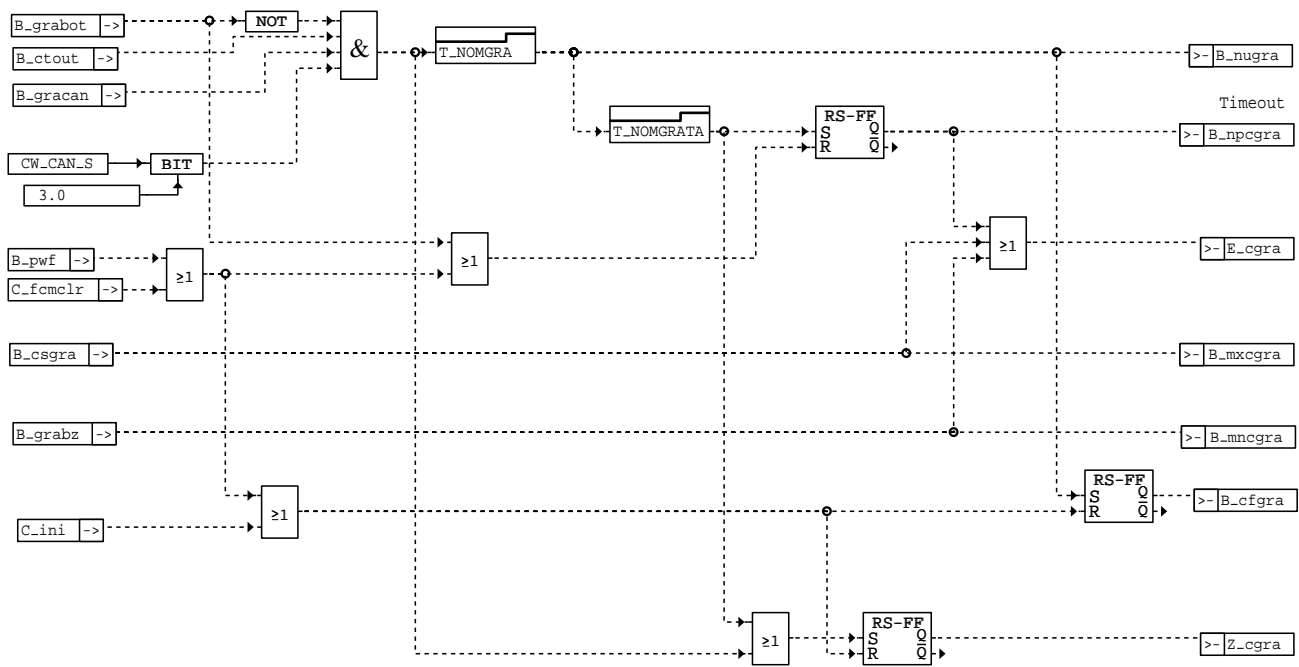 B_grabot ->
NOT
B_ctout ->
&
T_NOMGRA
>- B_nugra
B_gracan ->
Timeout
T_NOMGRATA
RS-FF
S Q
R Q̅
>- B_npcgra
CW_CAN_S
BIT
3.0
B_pwf ->
≥1
≥1
≥1
>- E_cgra
C_fcmclr ->
B_csgra ->
>- B_mxcgra
B_grabz ->
>- B_mncgra
RS-FF
S Q
R Q̅
>- B_cfgra
≥1
C_ini ->
RS-FF
S Q
R Q̅
≥1
>- Z_cgra